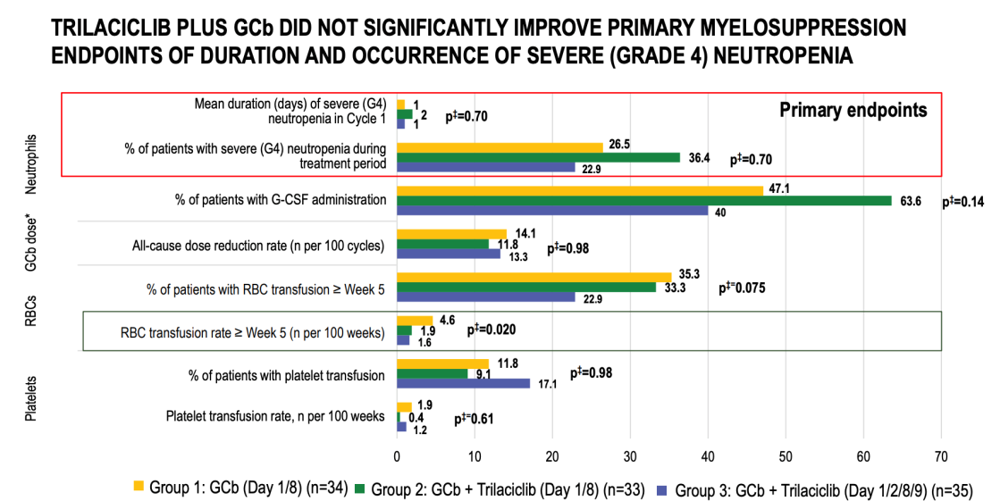 TRILACICLIB PLUS GCb DID NOT SIGNIFICANTLY IMPROVE PRIMARY MYELOSUPPRESSION
ENDPOINTS OF DURATION AND OCCURRENCE OF SEVERE (GRADE 4) NEUTROPENIA
Primary endpoints
Neutrophils
Mean duration (days) of severe (G4)
neutropenia in Cycle 1
1
2
1
p‡=0.70
% of patients with severe (G4) neutropenia during
treatment period
26.5
36.4
22.9
p‡=0.70
% of patients with G-CSF administration
47.1
63.6
40
p‡=0.14
GCb dose*
All-cause dose reduction rate (n per 100 cycles)
14.1
11.8
13.3
p‡=0.98
RBCs
% of patients with RBC transfusion ≥ Week 5
35.3
33.3
22.9
p‡=0.075
RBC transfusion rate ≥ Week 5 (n per 100 weeks)
4.6
1.9
1.6
p‡=0.020
Platelets
% of patients with platelet transfusion
11.8
9.1
17.1
p‡=0.98
Platelet transfusion rate, n per 100 weeks
1.9
0.4
1.2
p‡=0.61
0 10 20 30 40 50 60 70
Group 1: GCb (Day 1/8) (n=34) Group 2: GCb + Trilaciclib (Day 1/8) (n=33) Group 3: GCb + Trilaciclib (Day 1/2/8/9) (n=35)